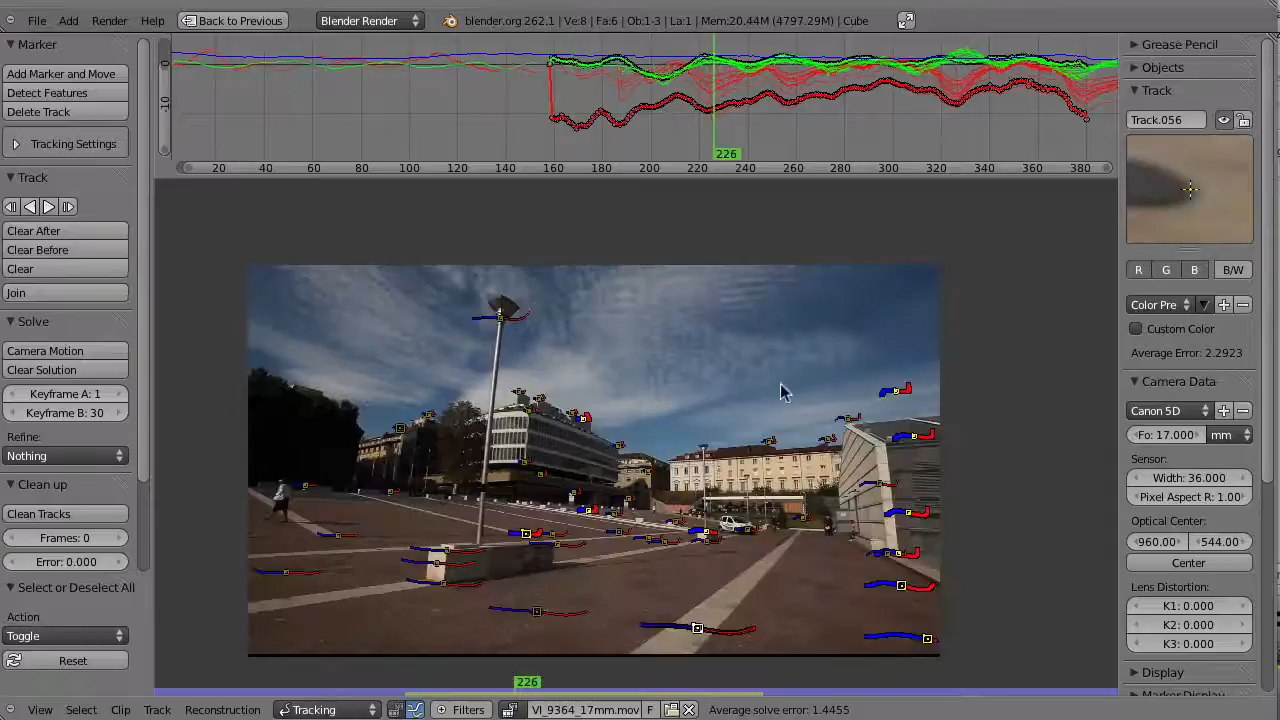 File Add Render Help Back to Previous Blender Render blender.org 262.1 | Ve:8 | Fa:6 | Ob:1-3 | La:1 | Mem:20.44M (4797.29M) | Cube
Marker
Add Marker and Move
Detect Features
Delete Track
Tracking Settings
Track
Clear After
Clear Before
Clear
Join
Solve
Camera Motion
Clear Solution
Keyframe A: 1
Keyframe B: 30
Refine:
Nothing
Clean up
Clean Tracks
Frames: 0
Error: 0.000
Select or Deselect All
Action
Toggle
Reset
0
-10
226
20 40 60 80 100 120 140 160 180 200 220 240 260 280 300 320 340 360 380
226
Grease Pencil
Objects
Track
Track.056
R G B B/W
Color Pre
Custom Color
Average Error: 2.2923
Camera Data
Canon 5D
Fo: 17.000 mm
Sensor:
Width: 36.000
Pixel Aspect R: 1.00
Optical Center:
960.00 544.00
Center
Lens Distortion:
K1: 0.000
K2: 0.000
K3: 0.000
Display
View Select Clip Track Reconstruction Tracking Filters VI_9364_17mm.mov F Average solve error: 1.4455